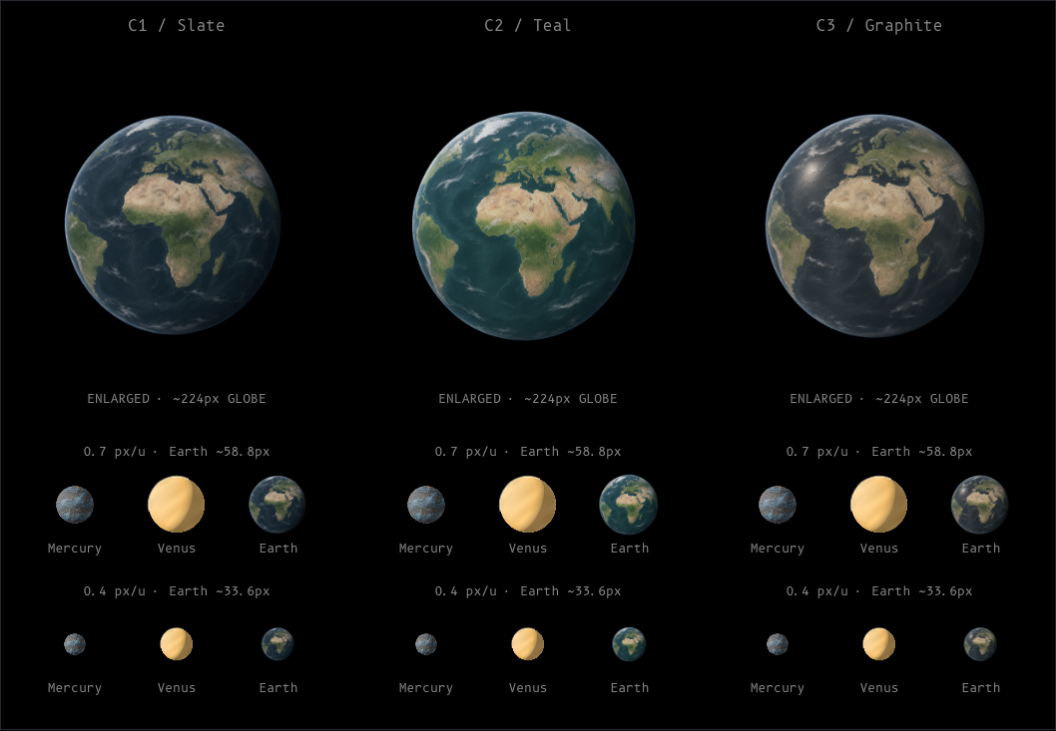 C1 / Slate
C2 / Teal
C3 / Graphite
ENLARGED · ~224px GLOBE
ENLARGED · ~224px GLOBE
ENLARGED · ~224px GLOBE
0.7 px/u · Earth ~58.8px
0.7 px/u · Earth ~58.8px
0.7 px/u · Earth ~58.8px
Mercury Venus Earth
Mercury Venus Earth
Mercury Venus Earth
0.4 px/u · Earth ~33.6px
0.4 px/u · Earth ~33.6px
0.4 px/u · Earth ~33.6px
Mercury Venus Earth
Mercury Venus Earth
Mercury Venus Earth